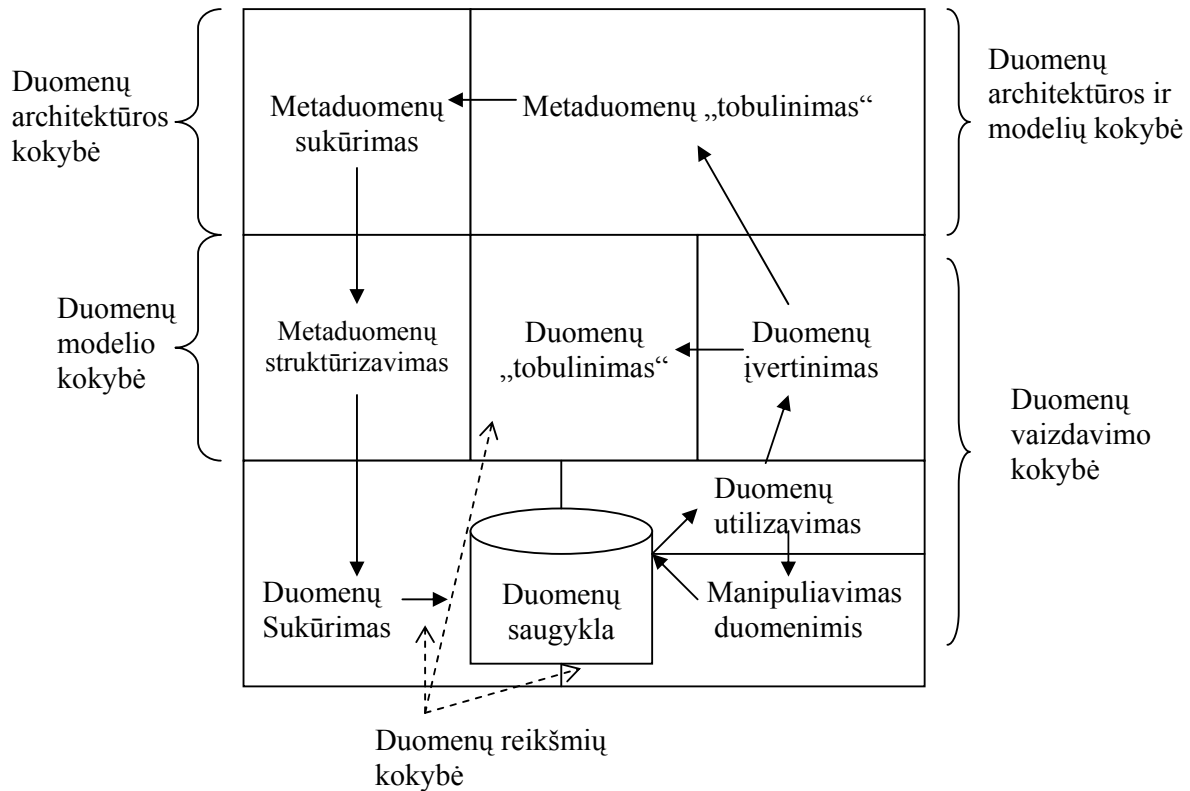 Duomenų
architektūros
kokybė
Metaduomenų
sukūrimas
Metaduomenų „tobulinimas“
Duomenų
architektūros ir
modelių kokybė
Duomenų
modelio
kokybė
Metaduomenų
struktūrizavimas
Duomenų
„tobulinimas“
Duomenų
įvertinimas
Duomenų
vaizdavimo
kokybė
Duomenų
utilizavimas
Duomenų
Sukūrimas
Duomenų
saugykla
Manipuliavimas
duomenimis
Duomenų reikšmių
kokybė